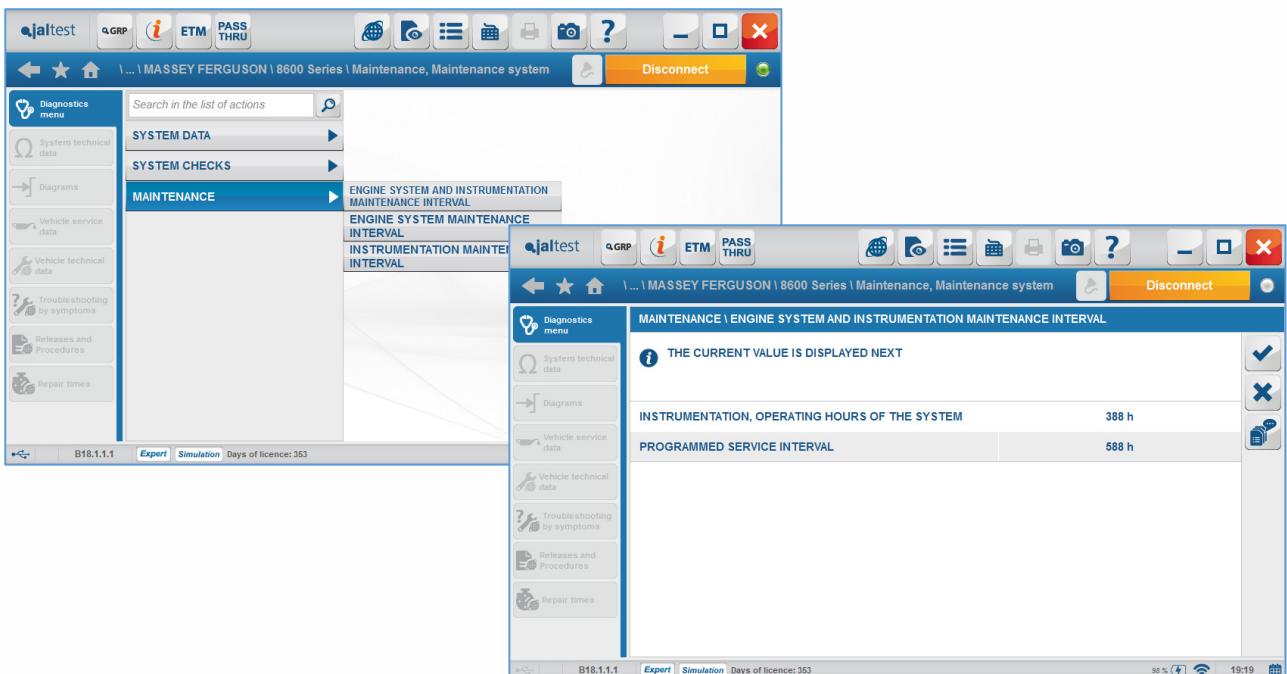 jaltest GRP i ETM PASS THRU ?
\ ... \ MASSEY FERGUSON \ 8600 Series \ Maintenance, Maintenance system Disconnect
Diagnostics
menu
System technical
data
Diagrams
Vehicle service
data
Vehicle technical
data
Troubleshooting
by symptoms
Releases and
Procedures
Repair times
Search in the list of actions
SYSTEM DATA
SYSTEM CHECKS
MAINTENANCE
ENGINE SYSTEM AND INSTRUMENTATION
MAINTENANCE INTERVAL
ENGINE SYSTEM MAINTENANCE
INTERVAL
INSTRUMENTATION MAINTE
INTERVAL
B18.1.1.1 Expert Simulation Days of licence: 353
jaltest GRP i ETM PASS THRU ?
\ ... \ MASSEY FERGUSON \ 8600 Series \ Maintenance, Maintenance system Disconnect
Diagnostics
menu
System technical
data
Diagrams
Vehicle service
data
Vehicle technical
data
Troubleshooting
by symptoms
Releases and
Procedures
Repair times
MAINTENANCE \ ENGINE SYSTEM AND INSTRUMENTATION MAINTENANCE INTERVAL
i THE CURRENT VALUE IS DISPLAYED NEXT
INSTRUMENTATION, OPERATING HOURS OF THE SYSTEM 388 h
PROGRAMMED SERVICE INTERVAL 588 h
B18.1.1.1 Expert Simulation Days of licence: 353 98 % 19:19